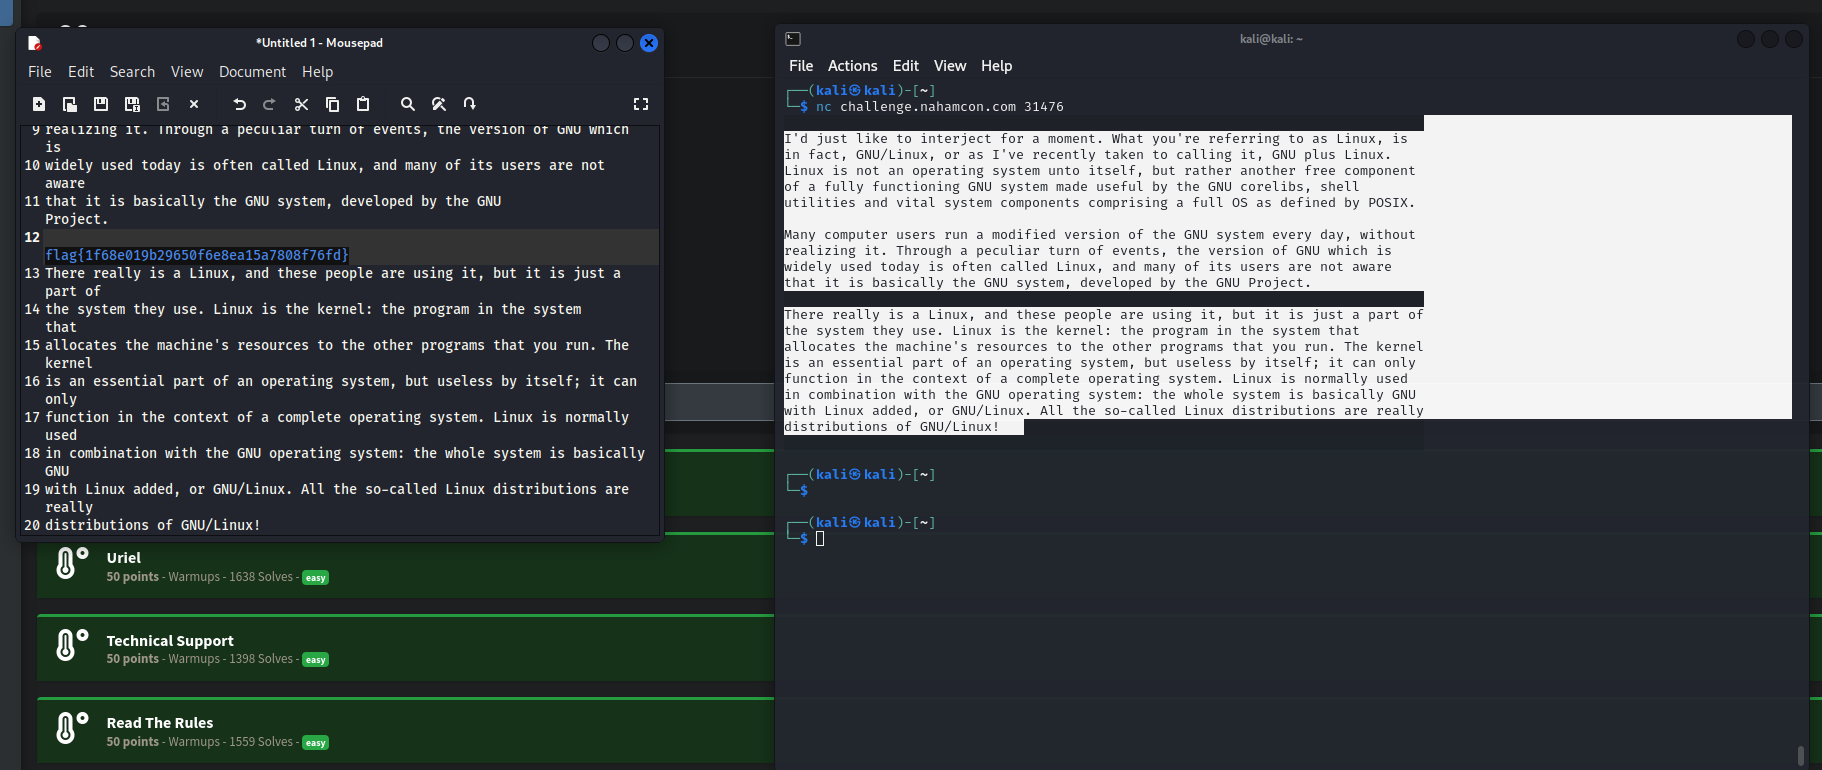 *Untitled 1 - Mousepad
File Edit Search View Document Help
9 realizing it. Through a peculiar turn of events, the version of GNU which
is
10 widely used today is often called Linux, and many of its users are not
aware
11 that it is basically the GNU system, developed by the GNU
Project.
12
flag{1f68e019b29650f6e8ea15a7808f76fd}
13 There really is a Linux, and these people are using it, but it is just a
part of
14 the system they use. Linux is the kernel: the program in the system
that
15 allocates the machine's resources to the other programs that you run. The
kernel
16 is an essential part of an operating system, but useless by itself; it can
only
17 function in the context of a complete operating system. Linux is normally
used
18 in combination with the GNU operating system: the whole system is basically
GNU
19 with Linux added, or GNU/Linux. All the so-called Linux distributions are
really
20 distributions of GNU/Linux!
Uriel
50 points - Warmups - 1638 Solves - easy
Technical Support
50 points - Warmups - 1398 Solves - easy
Read The Rules
50 points - Warmups - 1559 Solves - easy
kali@kali: ~
File Actions Edit View Help
┌──(kali㉿kali)-[~]
└─$ nc challenge.nahamcon.com 31476
I'd just like to interject for a moment. What you're referring to as Linux, is
in fact, GNU/Linux, or as I've recently taken to calling it, GNU plus Linux.
Linux is not an operating system unto itself, but rather another free component
of a fully functioning GNU system made useful by the GNU corelibs, shell
utilities and vital system components comprising a full OS as defined by POSIX.
Many computer users run a modified version of the GNU system every day, without
realizing it. Through a peculiar turn of events, the version of GNU which is
widely used today is often called Linux, and many of its users are not aware
that it is basically the GNU system, developed by the GNU Project.
There really is a Linux, and these people are using it, but it is just a part of
the system they use. Linux is the kernel: the program in the system that
allocates the machine's resources to the other programs that you run. The kernel
is an essential part of an operating system, but useless by itself; it can only
function in the context of a complete operating system. Linux is normally used
in combination with the GNU operating system: the whole system is basically GNU
with Linux added, or GNU/Linux. All the so-called Linux distributions are really
distributions of GNU/Linux!
┌──(kali㉿kali)-[~]
└─$
┌──(kali㉿kali)-[~]
└─$